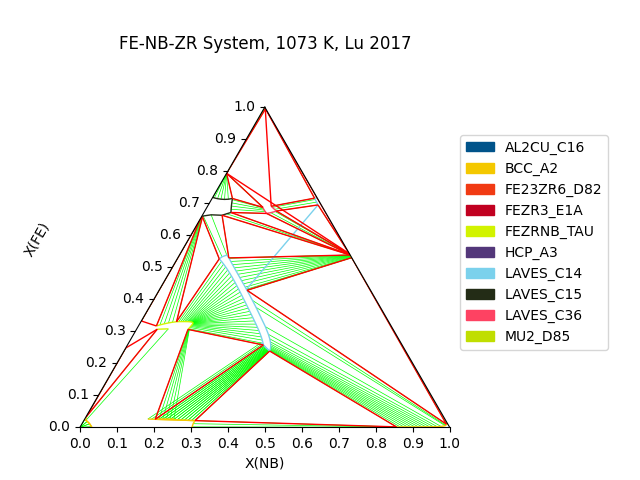 FE-NB-ZR System, 1073 K, Lu 2017
1.0
0.9
0.8
0.7
0.6
0.5
0.4
0.3
0.2
0.1
0.0
X(FE)
0.0 0.1 0.2 0.3 0.4 0.5 0.6 0.7 0.8 0.9 1.0
X(NB)
AL2CU_C16
BCC_A2
FE23ZR6_D82
FEZR3_E1A
FEZRNB_TAU
HCP_A3
LAVES_C14
LAVES_C15
LAVES_C36
MU2_D85